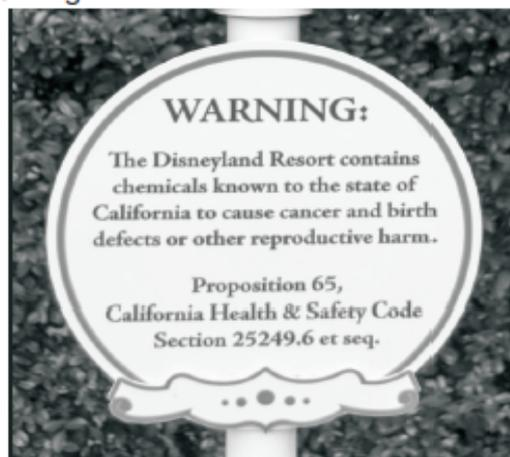 WARNING:
The Disneyland Resort contains
chemicals known to the state of
California to cause cancer and birth
defects or other reproductive harm.
Proposition 65,
California Health & Safety Code
Section 25249.6 et seq.